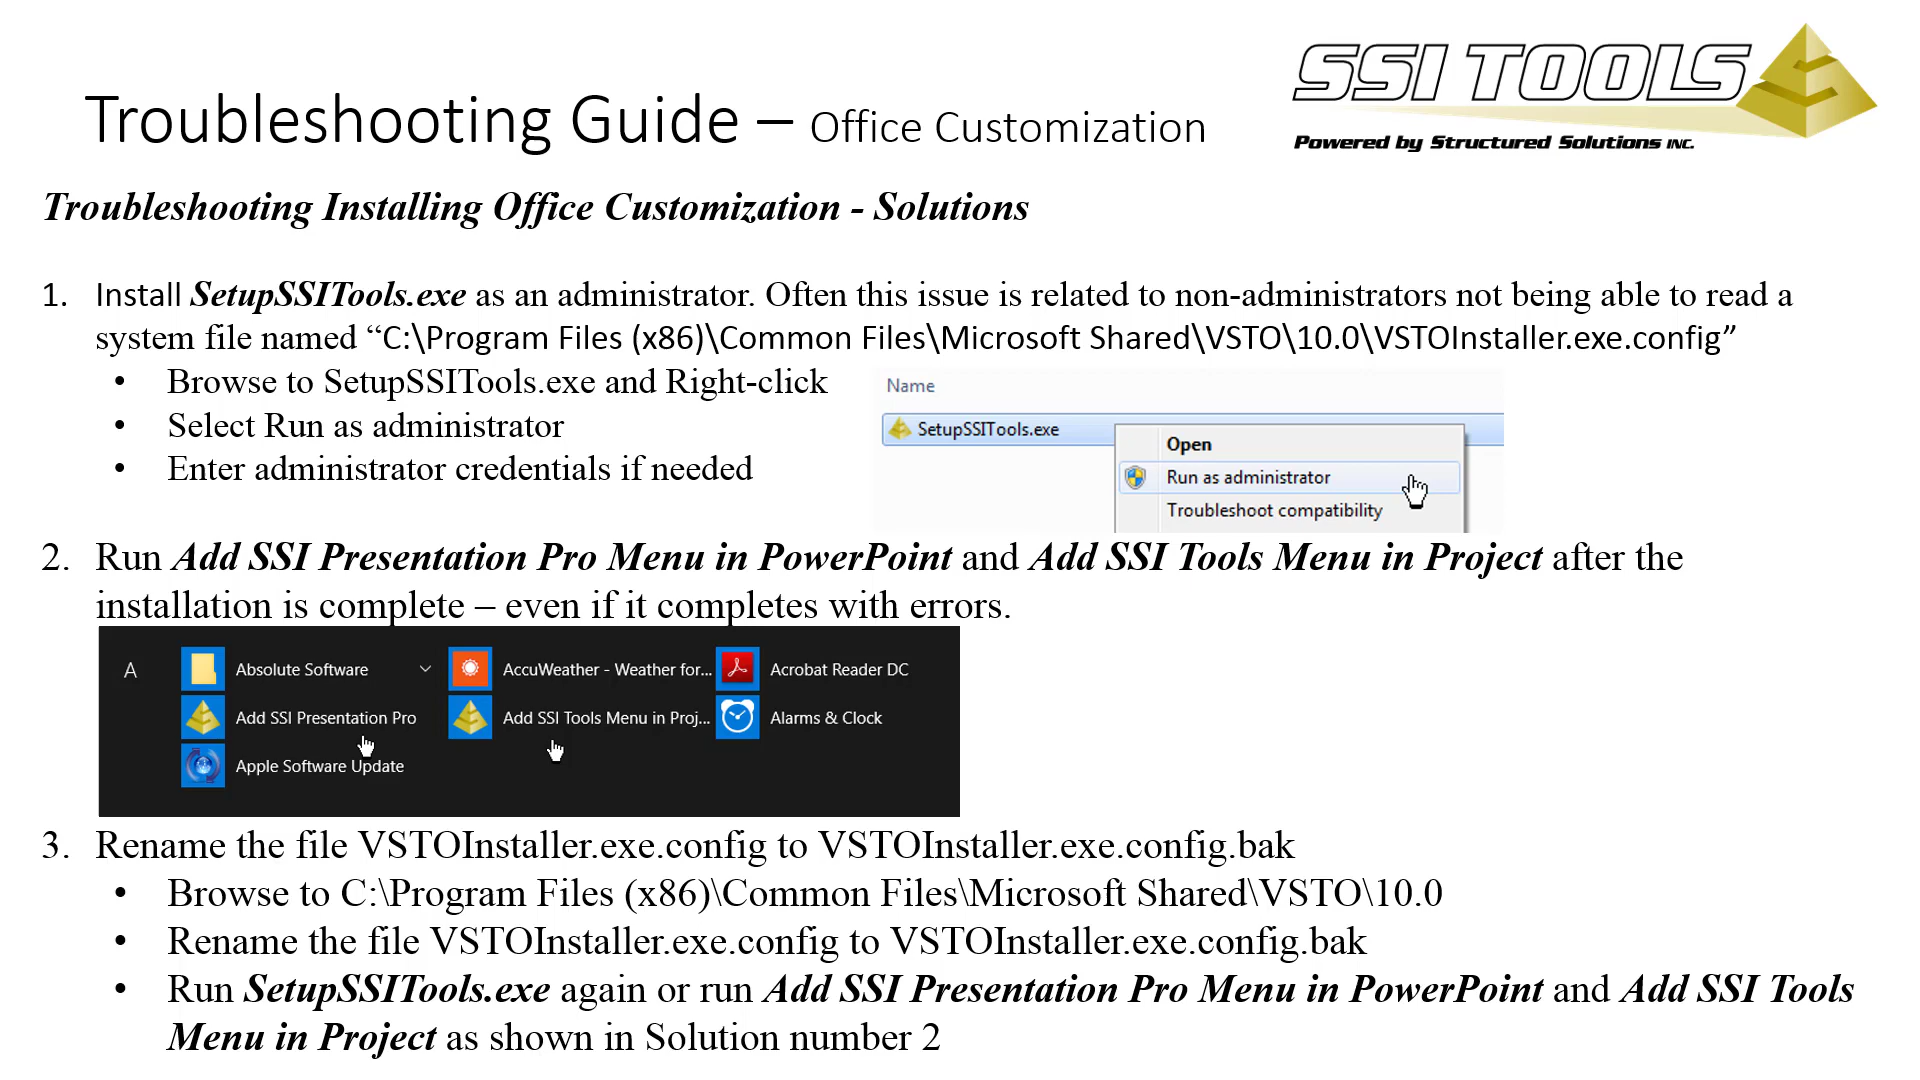 SSI TOOLS
Powered by Structured Solutions INC.
Troubleshooting Guide – Office Customization
Troubleshooting Installing Office Customization - Solutions
1. Install SetupSSITools.exe as an administrator. Often this issue is related to non-administrators not being able to read a
system file named “C:\Program Files (x86)\Common Files\Microsoft Shared\VSTO\10.0\VSTOInstaller.exe.config”
• Browse to SetupSSITools.exe and Right-click
• Select Run as administrator
• Enter administrator credentials if needed
Name
SetupSSITools.exe
Open
Run as administrator
Troubleshoot compatibility
2. Run Add SSI Presentation Pro Menu in PowerPoint and Add SSI Tools Menu in Project after the
installation is complete – even if it completes with errors.
A Absolute Software AccuWeather - Weather for... Acrobat Reader DC
Add SSI Presentation Pro Add SSI Tools Menu in Proj... Alarms & Clock
Apple Software Update
3. Rename the file VSTOInstaller.exe.config to VSTOInstaller.exe.config.bak
• Browse to C:\Program Files (x86)\Common Files\Microsoft Shared\VSTO\10.0
• Rename the file VSTOInstaller.exe.config to VSTOInstaller.exe.config.bak
• Run SetupSSITools.exe again or run Add SSI Presentation Pro Menu in PowerPoint and Add SSI Tools
Menu in Project as shown in Solution number 2